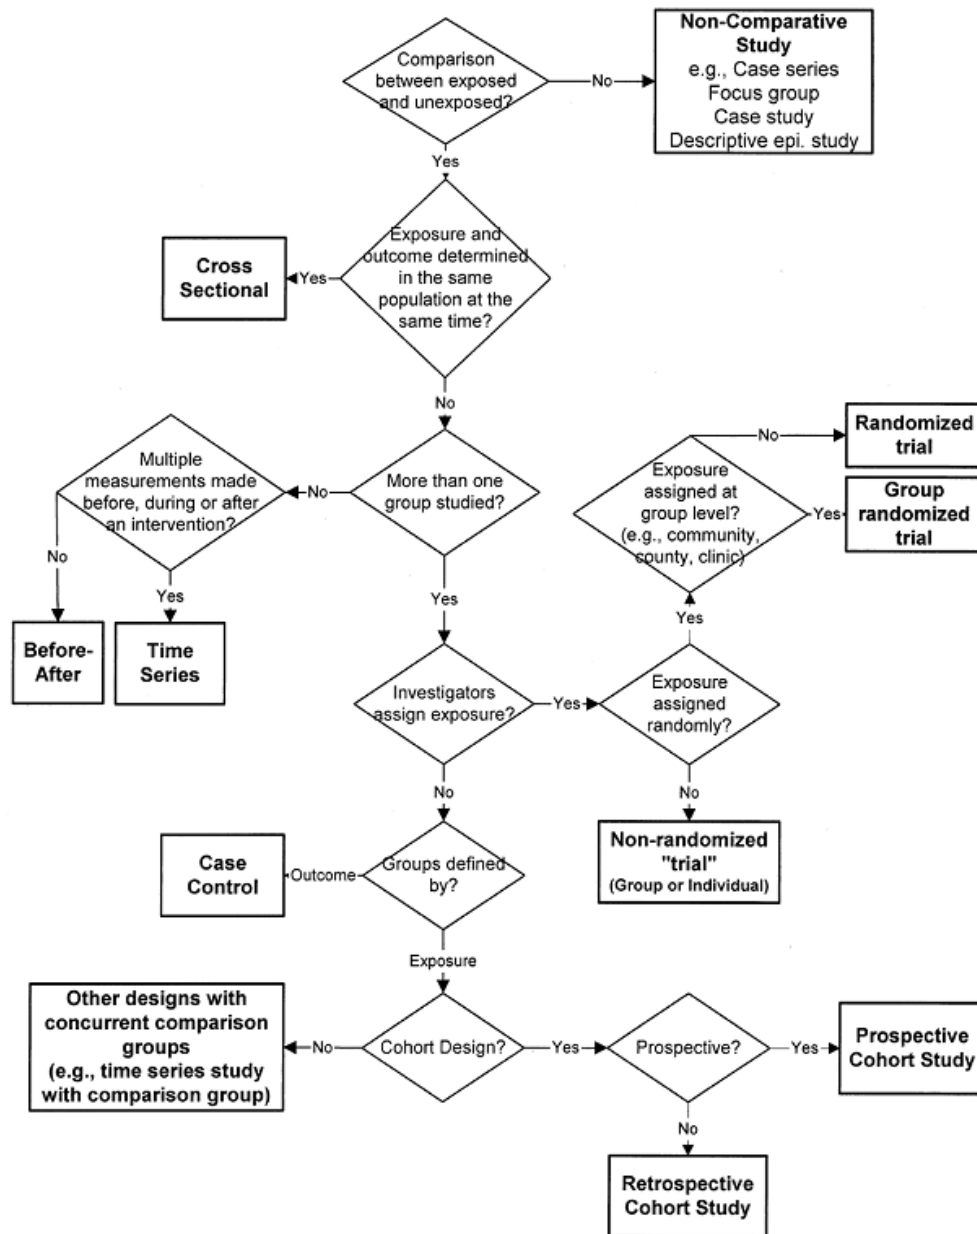 Comparison
between exposed
and unexposed?
No
Non-Comparative
Study
e.g., Case series
Focus group
Case study
Descriptive epi. study
Yes
Exposure and
outcome determined
in the same
population at the
same time?
Yes
Cross
Sectional
No
More than one
group studied?
No
Multiple
measurements made
before, during or after
an intervention?
No
Yes
Before-
After
Time
Series
Yes
Investigators
assign exposure?
Yes
Exposure
assigned
randomly?
Yes
Exposure
assigned at
group level?
(e.g., community,
county, clinic)
No
Randomized
trial
Yes
Group
randomized
trial
No
Non-randomized
"trial"
(Group or Individual)
No
Groups defined
by?
Outcome
Case
Control
Exposure
Cohort Design?
No
Other designs with
concurrent comparison
groups
(e.g., time series study
with comparison group)
Yes
Prospective?
Yes
Prospective
Cohort Study
No
Retrospective
Cohort Study